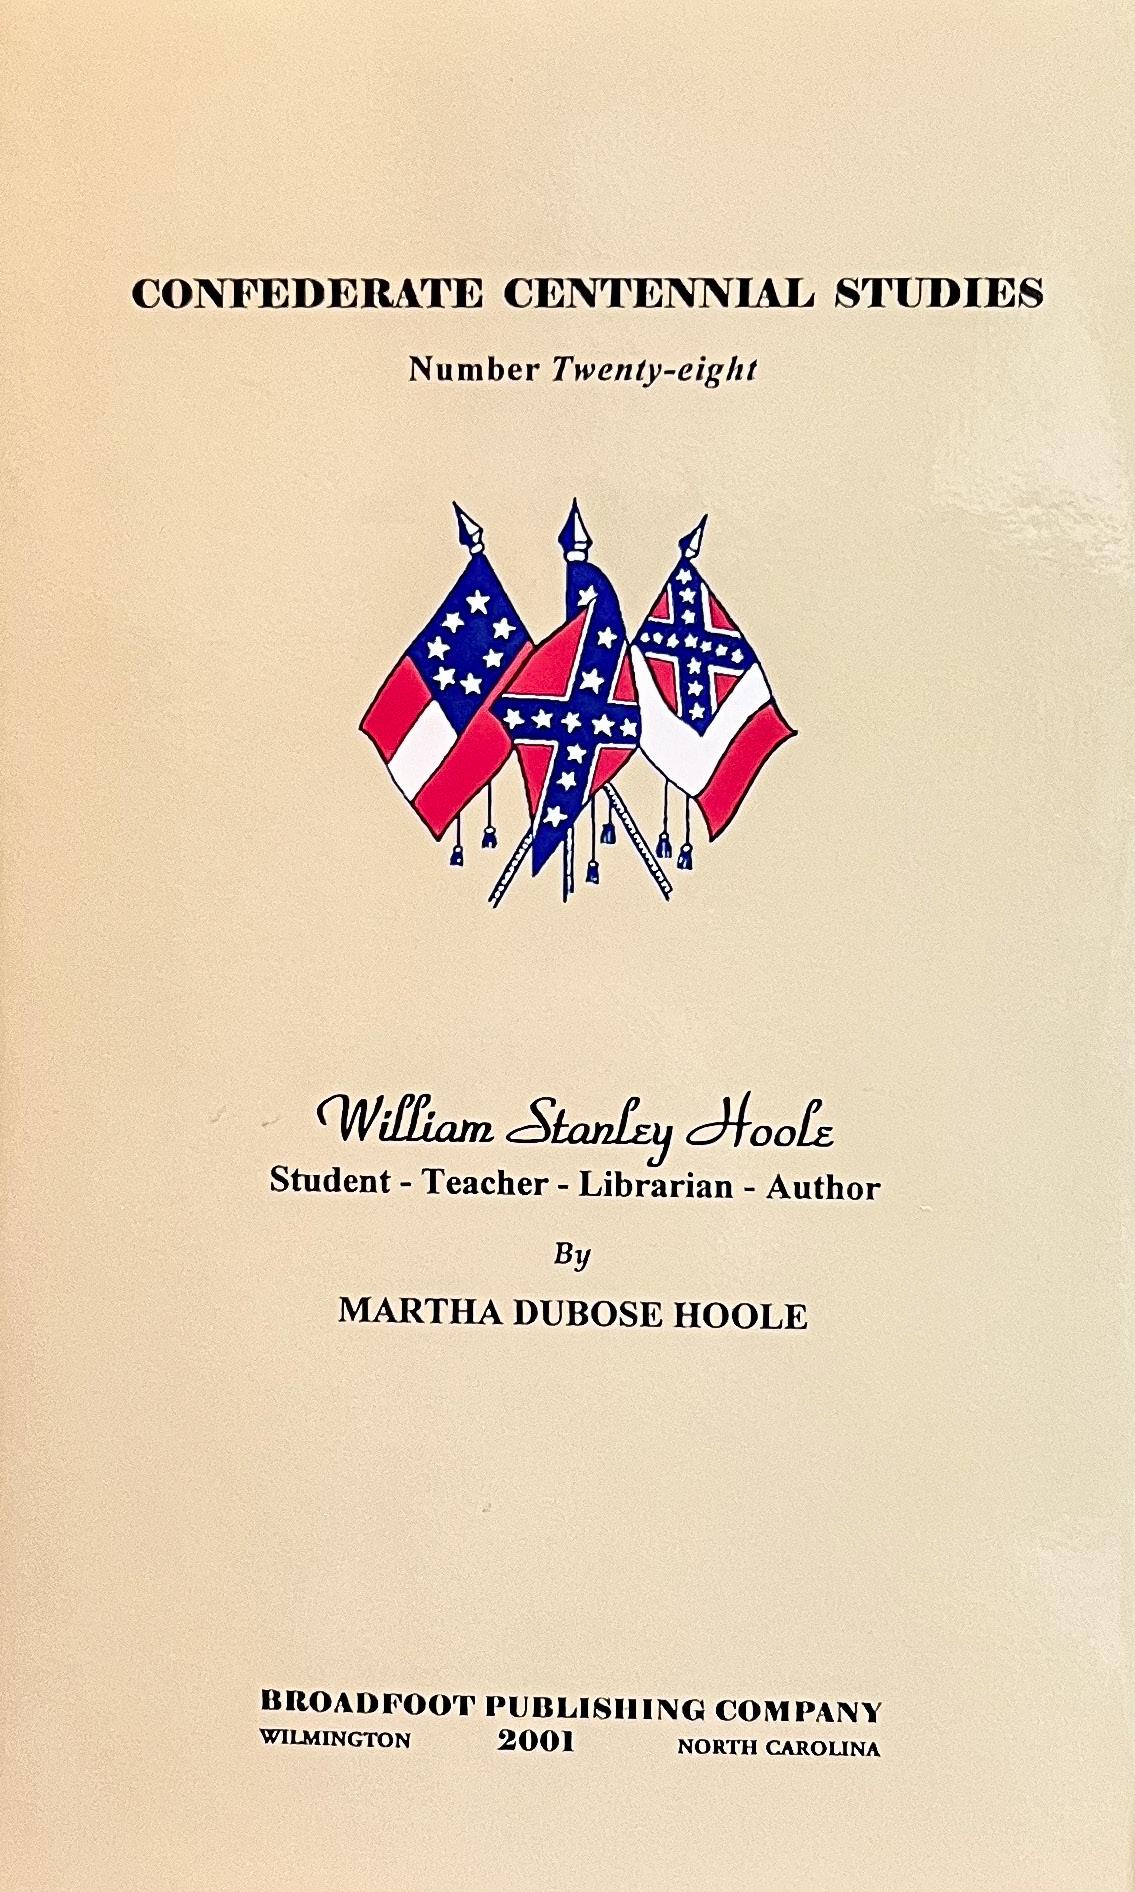 CONFEDERATE CENTENNIAL STUDIES
Number Twenty-eight
William Stanley Hoole
Student - Teacher - Librarian - Author
By
MARTHA DUBOSE HOOLE
BROADFOOT PUBLISHING COMPANY
WILMINGTON 2001 NORTH CAROLINA